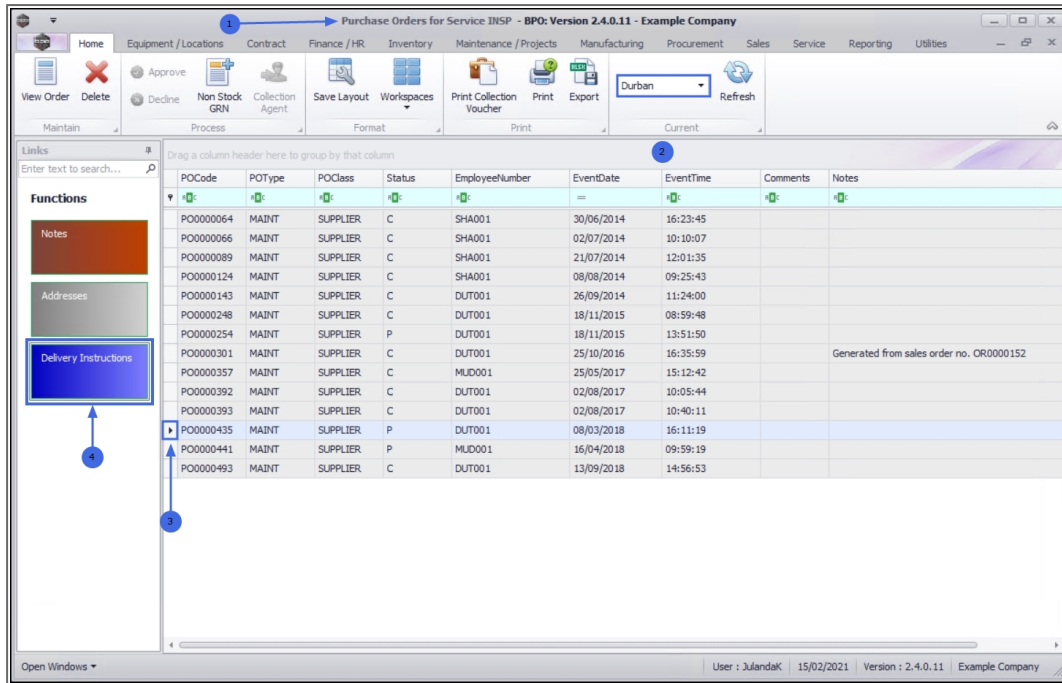 1
Purchase Orders for Service INSP - BPO: Version 2.4.0.11 - Example Company
Home Equipment / Locations Contract Finance / HR Inventory Maintenance / Projects Manufacturing Procurement Sales Service Reporting Utilities
View Order Delete Approve Decline Non Stock GRN Collection Agent Save Layout Workspaces Print Collection Voucher Print Export Durban Refresh
Maintain Process Format Print Current
Links
Enter text to search...
Functions
Notes
Addresses
Delivery Instructions
4
Drag a column header here to group by that column
2
POCode POType POClass Status EmployeeNumber EventDate EventTime Comments Notes
PO0000064 MAINT SUPPLIER C SHA001 30/06/2014 16:23:45
PO0000066 MAINT SUPPLIER C SHA001 02/07/2014 10:10:07
PO0000089 MAINT SUPPLIER C SHA001 21/07/2014 12:01:35
PO0000124 MAINT SUPPLIER C SHA001 08/08/2014 09:25:43
PO0000143 MAINT SUPPLIER C DUT001 26/09/2014 11:24:00
PO0000248 MAINT SUPPLIER C DUT001 18/11/2015 08:59:48
PO0000254 MAINT SUPPLIER P DUT001 18/11/2015 13:51:50
PO0000301 MAINT SUPPLIER C DUT001 25/10/2016 16:35:59 Generated from sales order no. OR0000152
PO0000357 MAINT SUPPLIER C MUD001 25/05/2017 15:12:42
PO0000392 MAINT SUPPLIER C DUT001 02/08/2017 10:05:44
PO0000393 MAINT SUPPLIER C DUT001 02/08/2017 10:40:11
PO0000435 MAINT SUPPLIER P DUT001 08/03/2018 16:11:19
PO0000441 MAINT SUPPLIER P MUD001 16/04/2018 09:59:19
PO0000493 MAINT SUPPLIER C DUT001 13/09/2018 14:56:53
3
Open Windows User : JulandaK 15/02/2021 Version : 2.4.0.11 Example Company